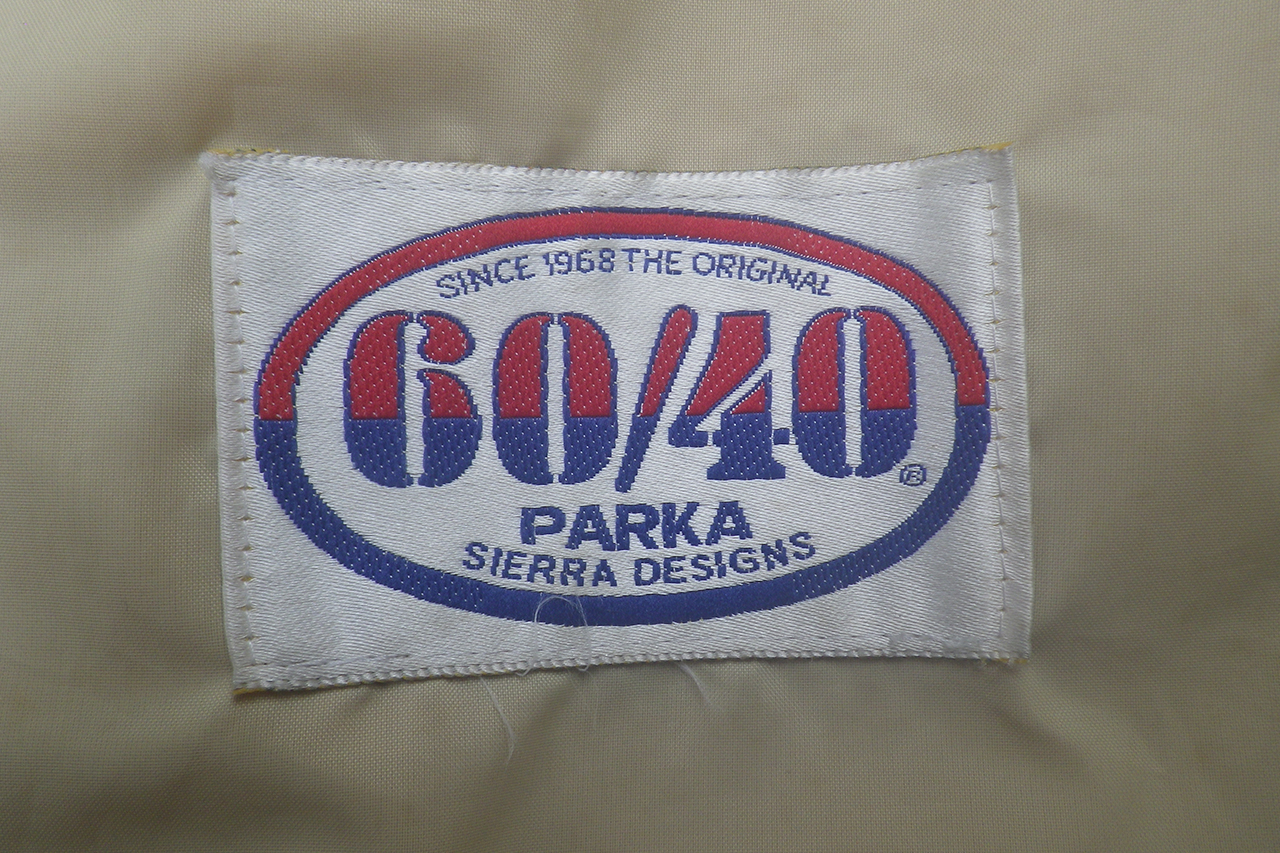 SINCE 1968 THE ORIGINAL
60/40®
PARKA
SIERRA DESIGNS